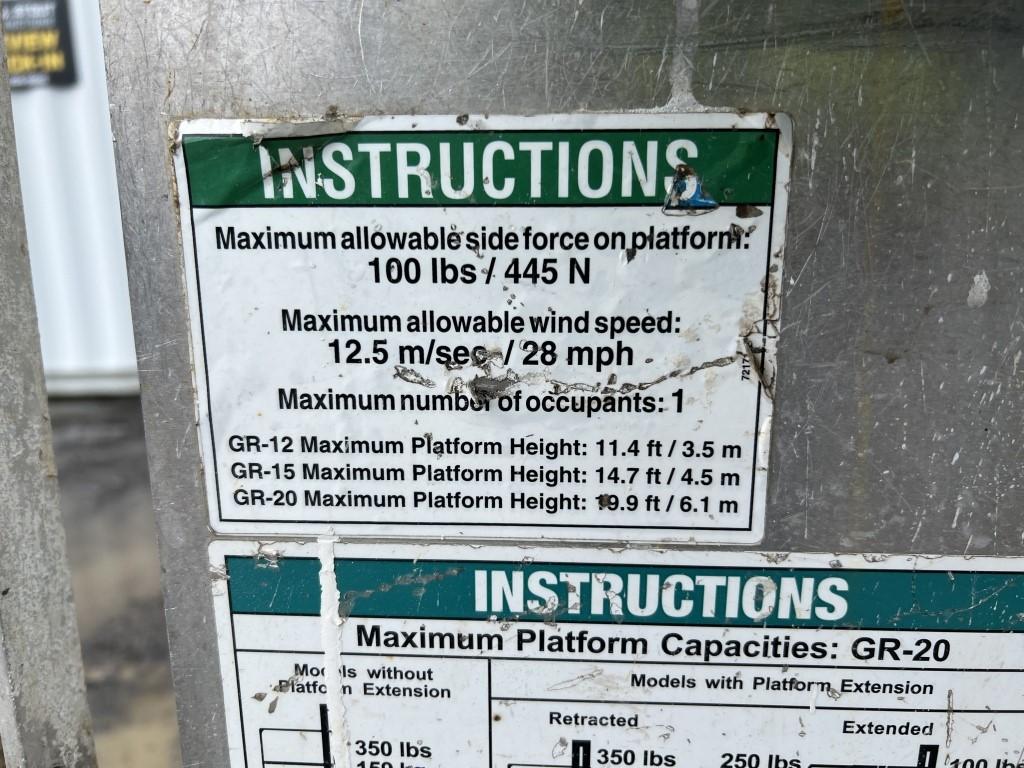 VIEW
INSTRUCTIONS
Maximum allowable side force on platform:
100 lbs / 445 N
Maximum allowable wind speed:
12.5 m/sec / 28 mph
Maximum number of occupants: 1
7217
GR-12 Maximum Platform Height: 11.4 ft / 3.5 m
GR-15 Maximum Platform Height: 14.7 ft / 4.5 m
GR-20 Maximum Platform Height: 19.9 ft / 6.1 m
INSTRUCTIONS
Maximum Platform Capacities: GR-20
Models without
Platform Extension
Models with Platform Extension
Retracted
Extended
350 lbs
159 kg
350 lbs
250 lbs
100 lbs